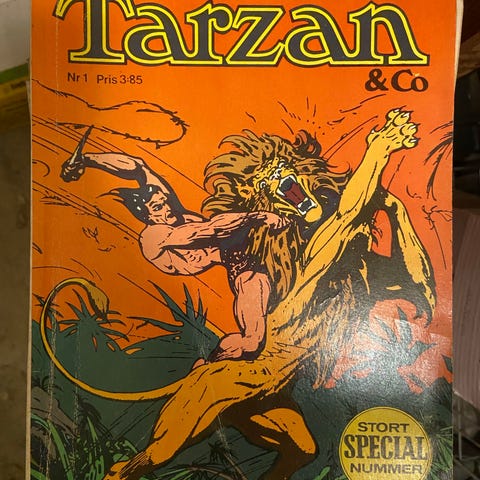 Tarzan
& Co
Nr 1 Pris 3:85
STORT
SPECIAL
NUMMER